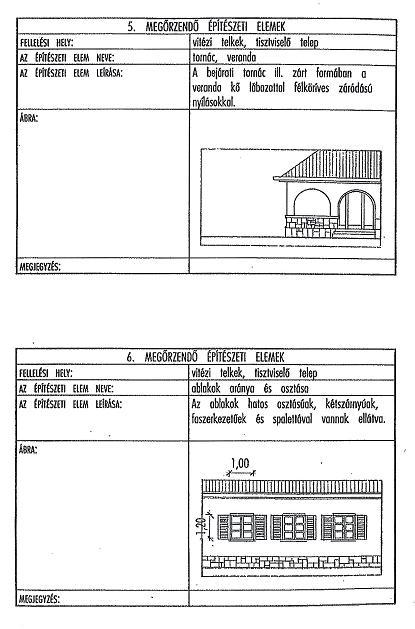 5. MEGŐRZENDŐ ÉPÍTÉSZETI ELEMEK
FELLELÉSI HELY: vitézi telkek, tisztviselő telep
AZ ÉPÍTÉSZETI ELEM NEVE: tornác, veranda
AZ ÉPÍTÉSZETI ELEM LEÍRÁSA: A bejárati tornác ill. zárt formában a
veranda kő lábazattal félköríves záródású
nyílásokkal.
ÁBRA:
MEGJEGYZÉS:
6. MEGŐRZENDŐ ÉPÍTÉSZETI ELEMEK
FELLELÉSI HELY: vitézi telkek, tisztviselő telep
AZ ÉPÍTÉSZETI ELEM NEVE: ablakok aránya és osztása
AZ ÉPÍTÉSZETI ELEM LEÍRÁSA: Az ablakok hatos osztásúak, kétszárnyúak,
faszerkezetűek és spalettával vannak ellátva.
ÁBRA:
1,00
1,20
MEGJEGYZÉS: